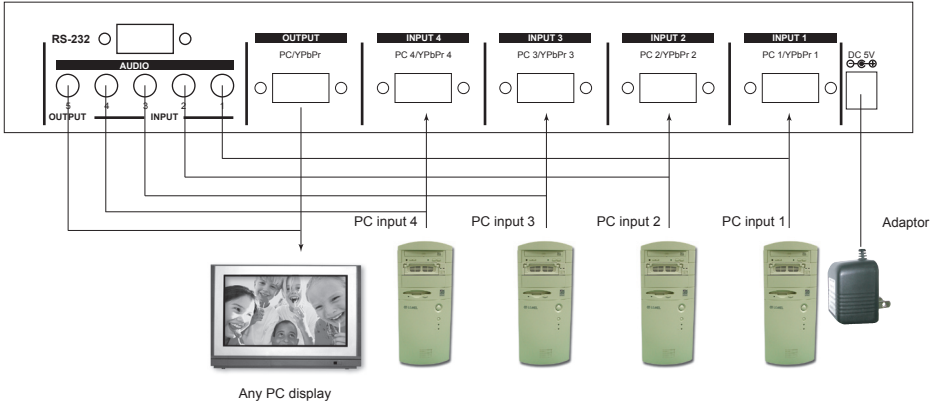 RS-232
OUTPUT
INPUT 4
INPUT 3
INPUT 2
INPUT 1
PC/YPbPr
PC 4/YPbPr 4
PC 3/YPbPr 3
PC 2/YPbPr 2
PC 1/YPbPr 1
DC 5V
AUDIO
5 4 3 2 1
OUTPUT
INPUT
PC input 4
PC input 3
PC input 2
PC input 1
Adaptor
Any PC display